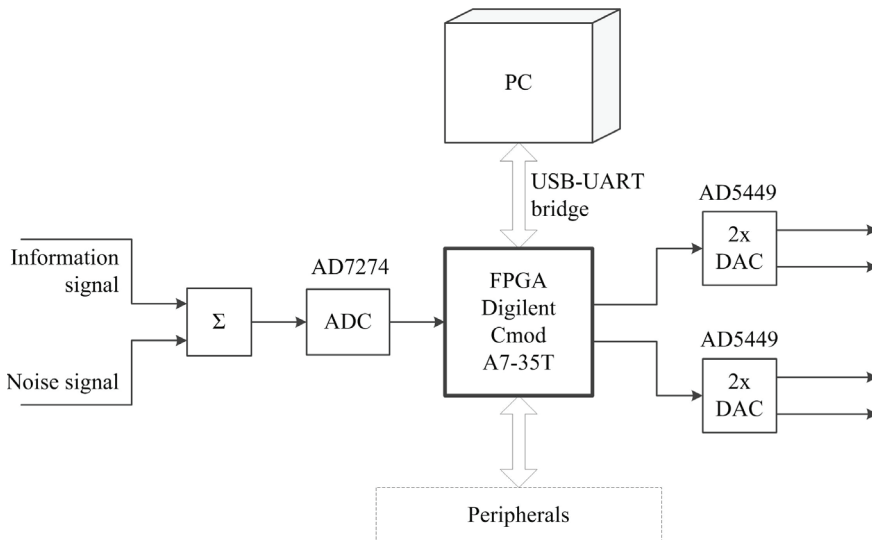 PC
USB-UART
bridge
AD5449
2x
DAC
Information
signal
AD7274
Σ
ADC
FPGA
Digilent
Cmod
A7-35T
AD5449
2x
DAC
Noise signal
Peripherals